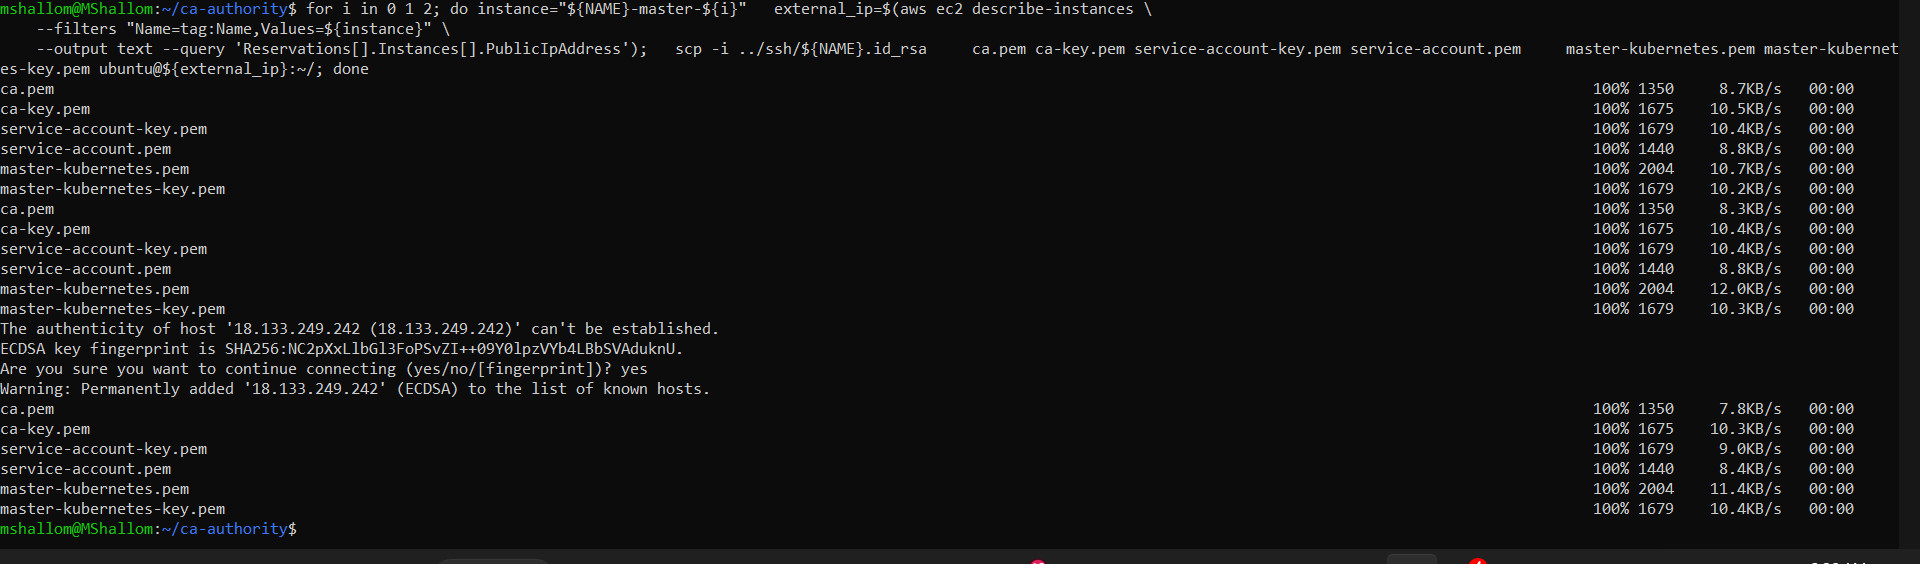 mshallom@MShallom:~/ca-authority$ for i in 0 1 2; do instance="${NAME}-master-${i}"   external_ip=$(aws ec2 describe-instances \
    --filters "Name=tag:Name,Values=${instance}" \
    --output text --query 'Reservations[].Instances[].PublicIpAddress');   scp -i ../ssh/${NAME}.id_rsa     ca.pem ca-key.pem service-account-key.pem service-account.pem     master-kubernetes.pem master-kubernet
es-key.pem ubuntu@${external_ip}:~/; done
ca.pem 100% 1350 8.7KB/s 00:00
ca-key.pem 100% 1675 10.5KB/s 00:00
service-account-key.pem 100% 1679 10.4KB/s 00:00
service-account.pem 100% 1440 8.8KB/s 00:00
master-kubernetes.pem 100% 2004 10.7KB/s 00:00
master-kubernetes-key.pem 100% 1679 10.2KB/s 00:00
ca.pem 100% 1350 8.3KB/s 00:00
ca-key.pem 100% 1675 10.4KB/s 00:00
service-account-key.pem 100% 1679 10.4KB/s 00:00
service-account.pem 100% 1440 8.8KB/s 00:00
master-kubernetes.pem 100% 2004 12.0KB/s 00:00
master-kubernetes-key.pem 100% 1679 10.3KB/s 00:00
The authenticity of host '18.133.249.242 (18.133.249.242)' can't be established.
ECDSA key fingerprint is SHA256:NC2pXxLlbGl3FoPSvZI++09Y0lpzVYb4LBbSVAduknU.
Are you sure you want to continue connecting (yes/no/[fingerprint])? yes
Warning: Permanently added '18.133.249.242' (ECDSA) to the list of known hosts.
ca.pem 100% 1350 7.8KB/s 00:00
ca-key.pem 100% 1675 10.3KB/s 00:00
service-account-key.pem 100% 1679 9.0KB/s 00:00
service-account.pem 100% 1440 8.4KB/s 00:00
master-kubernetes.pem 100% 2004 11.4KB/s 00:00
master-kubernetes-key.pem 100% 1679 10.4KB/s 00:00
mshallom@MShallom:~/ca-authority$